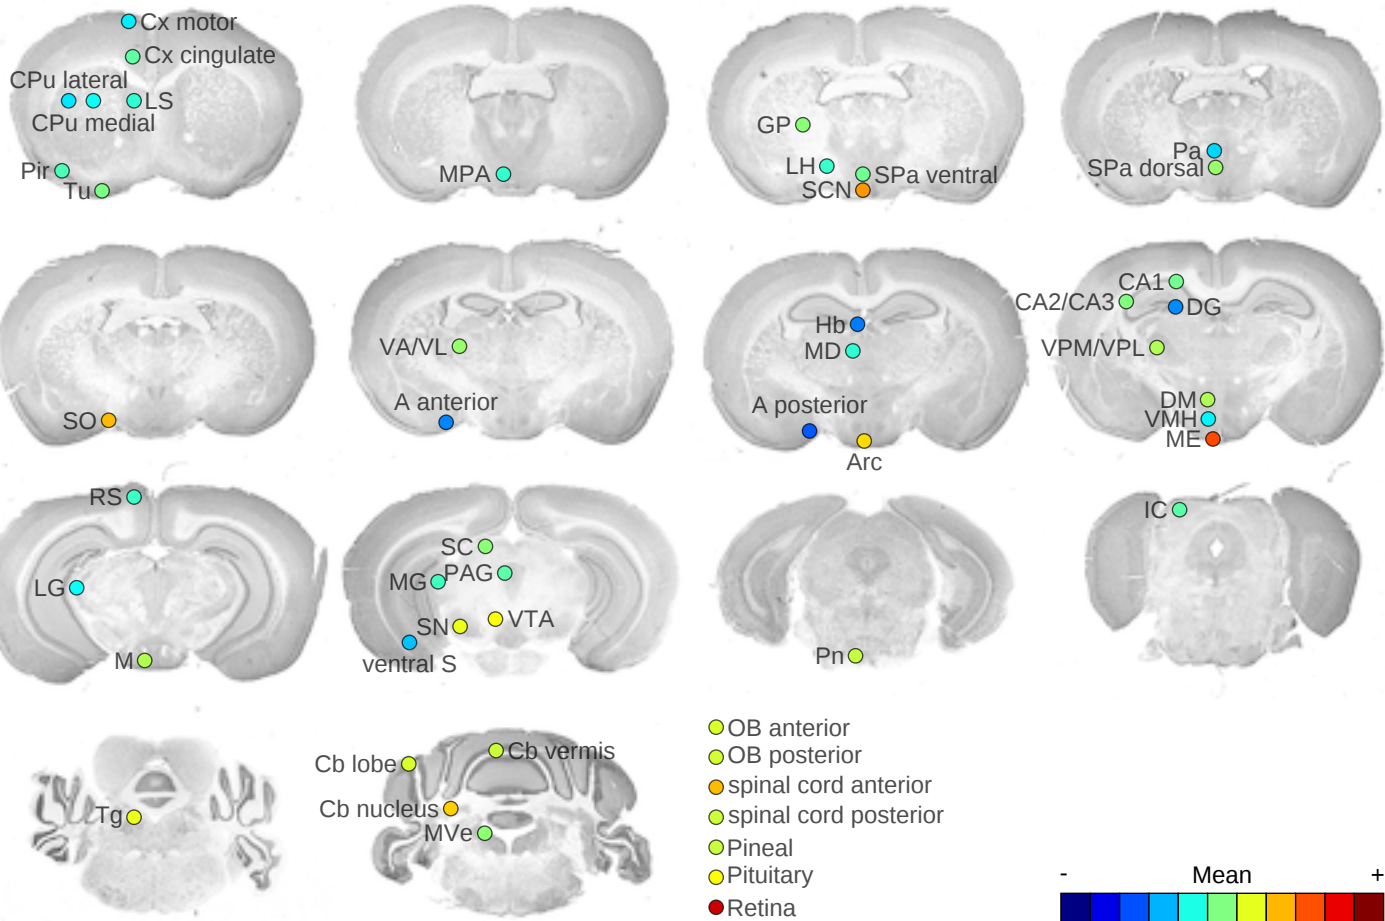 Cx motor
Cx cingulate
CPu lateral
LS
CPu medial
Pir
Tu
MPA
GP
LH
SPa ventral
SCN
Pa
SPa dorsal
SO
VA/VL
A anterior
Hb
MD
A posterior
Arc
CA1
CA2/CA3
DG
VPM/VPL
DM
VMH
ME
RS
LG
M
SC
MG
PAG
SN
VTA
ventral S
Pn
IC
Tg
Cb vermis
Cb lobe
Cb nucleus
MVe
OB anterior
OB posterior
spinal cord anterior
spinal cord posterior
Pineal
Pituitary
Retina
- Mean +